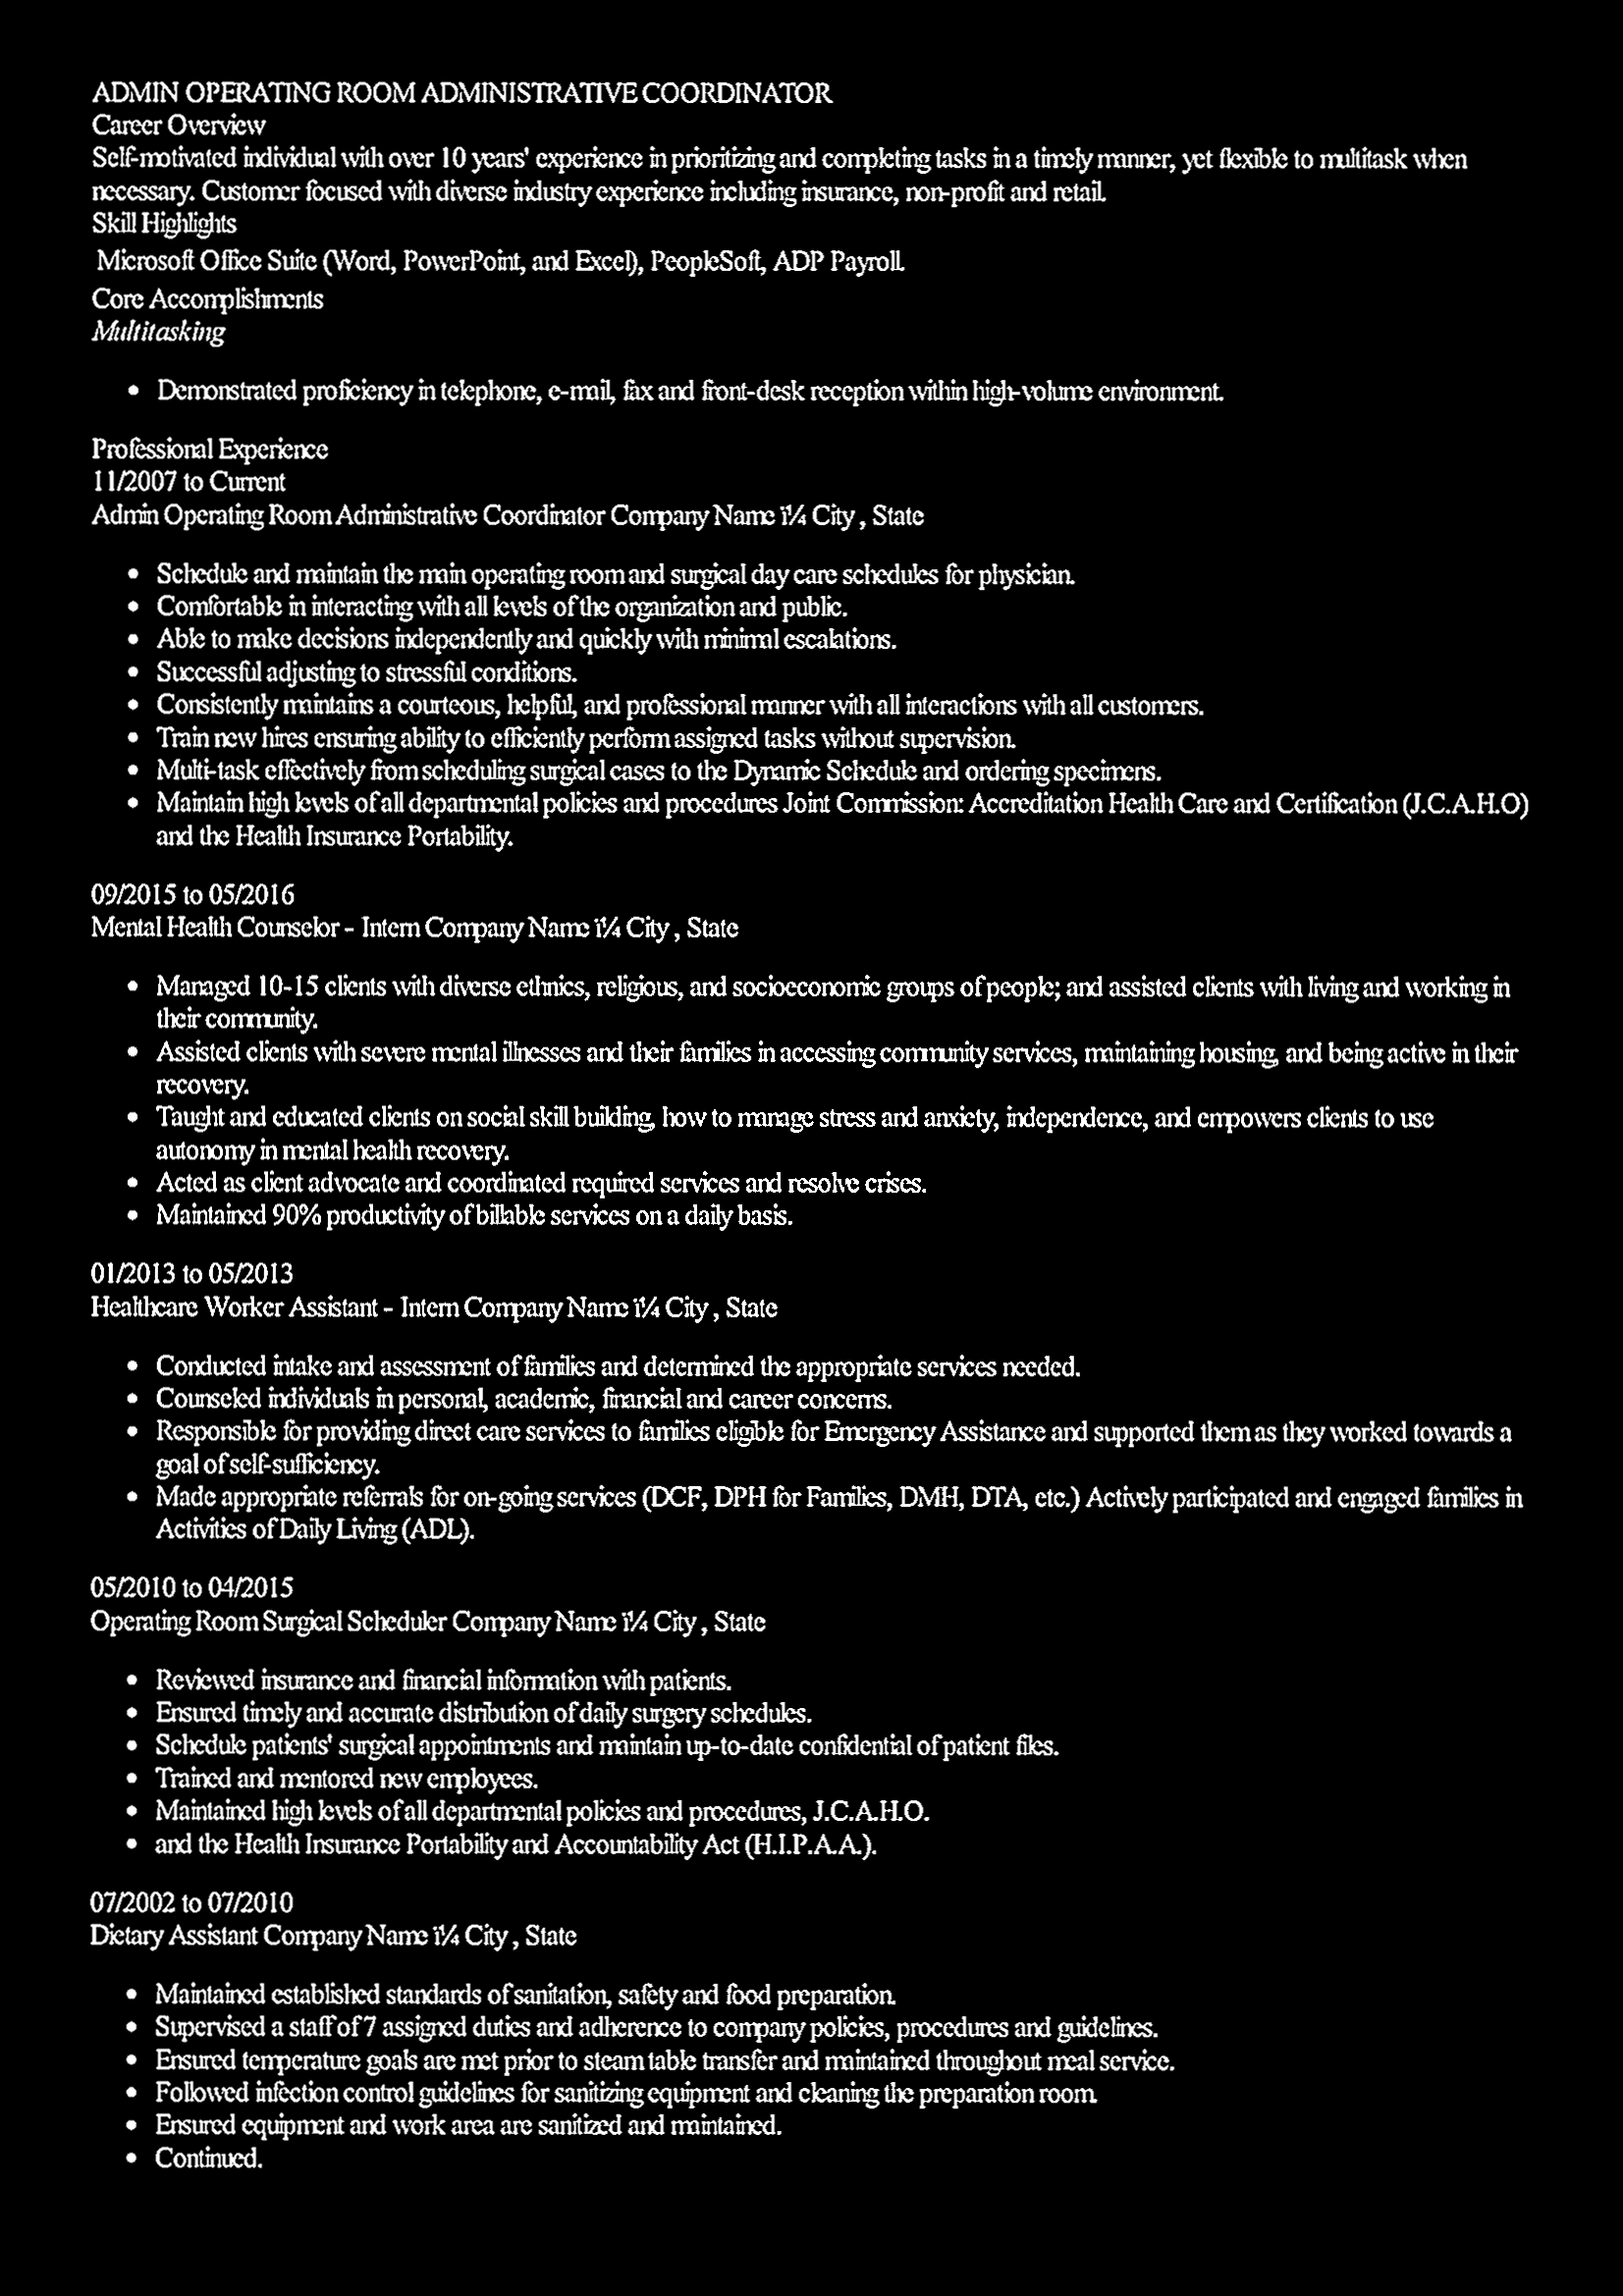 ADMIN OPERATING ROOM ADMINISTRATIVE COORDINATOR
Career Overview
Self-motivated individual with over 10 years' experience in prioritizing and completing tasks in a timely manner, yet flexible to multitask when
necessary. Customer focused with diverse industry experience including insurance, non-profit and retail.
Skill Highlights
Microsoft Office Suite (Word, PowerPoint, and Excel), PeopleSoft, ADP Payroll.
Core Accomplishments
Multitasking
• Demonstrated proficiency in telephone, e-mail, fax and front-desk reception within high-volume environment.
Professional Experience
11/2007 to Current
Admin Operating Room Administrative Coordinator Company Name ï¼ City , State
• Schedule and maintain the main operating room and surgical day care schedules for physician.
• Comfortable in interacting with all levels of the organization and public.
• Able to make decisions independently and quickly with minimal escalations.
• Successful adjusting to stressful conditions.
• Consistently maintains a courteous, helpful, and professional manner with all interactions with all customers.
• Train new hires ensuring ability to efficiently perform assigned tasks without supervision.
• Multi-task effectively from scheduling surgical cases to the Dynamic Schedule and ordering specimens.
• Maintain high levels of all departmental policies and procedures Joint Commission: Accreditation Health Care and Certification (J.C.A.H.O)
and the Health Insurance Portability.
09/2015 to 05/2016
Mental Health Counselor - Intern Company Name ï¼ City , State
• Managed 10-15 clients with diverse ethnics, religious, and socioeconomic groups of people; and assisted clients with living and working in
their community.
• Assisted clients with severe mental illnesses and their families in accessing community services, maintaining housing, and being active in their
recovery.
• Taught and educated clients on social skill building, how to manage stress and anxiety, independence, and empowers clients to use
autonomy in mental health recovery.
• Acted as client advocate and coordinated required services and resolve crises.
• Maintained 90% productivity of billable services on a daily basis.
01/2013 to 05/2013
Healthcare Worker Assistant - Intern Company Name ï¼ City , State
• Conducted intake and assessment of families and determined the appropriate services needed.
• Counseled individuals in personal, academic, financial and career concerns.
• Responsible for providing direct care services to families eligible for Emergency Assistance and supported them as they worked towards a
goal of self-sufficiency.
• Made appropriate referrals for on-going services (DCF, DPH for Families, DMH, DTA, etc.) Actively participated and engaged families in
Activities of Daily Living (ADL).
05/2010 to 04/2015
Operating Room Surgical Scheduler Company Name ï¼ City , State
• Reviewed insurance and financial information with patients.
• Ensured timely and accurate distribution of daily surgery schedules.
• Schedule patients' surgical appointments and maintain up-to-date confidential of patient files.
• Trained and mentored new employees.
• Maintained high levels of all departmental policies and procedures, J.C.A.H.O.
• and the Health Insurance Portability and Accountability Act (H.I.P.A.A.).
07/2002 to 07/2010
Dietary Assistant Company Name ï¼ City , State
• Maintained established standards of sanitation, safety and food preparation.
• Supervised a staff of 7 assigned duties and adherence to company policies, procedures and guidelines.
• Ensured temperature goals are met prior to steam table transfer and maintained throughout meal service.
• Followed infection control guidelines for sanitizing equipment and cleaning the preparation room.
• Ensured equipment and work area are sanitized and maintained.
• Continued.